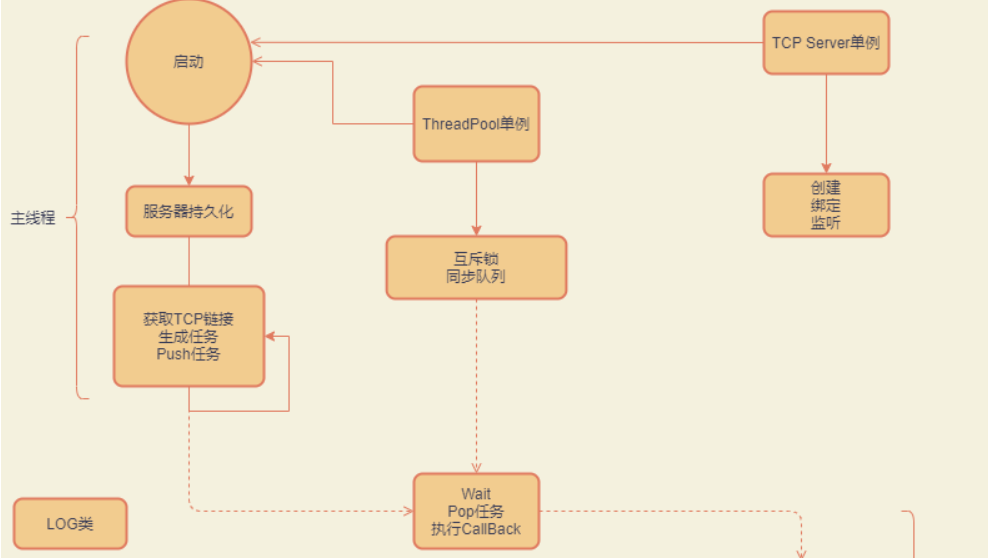 启动
TCP Server单例
ThreadPool单例
主线程
服务器持久化
创建
绑定
监听
互斥锁
同步队列
获取TCP链接
生成任务
Push任务
LOG类
Wait
Pop任务
执行CallBack